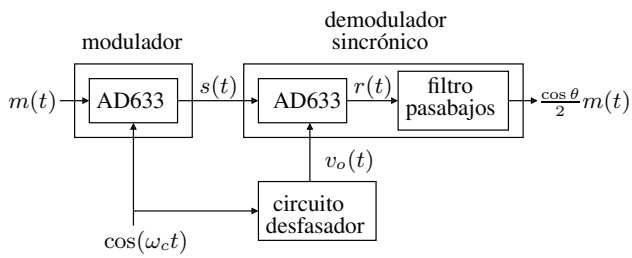 demodulador
modulador
sincrónico
m(t)
AD633
s(t)
AD633
r(t)
filtro
pasabajos
cos θ / 2 m(t)
v_o(t)
circuito
desfasador
cos(ω_c t)